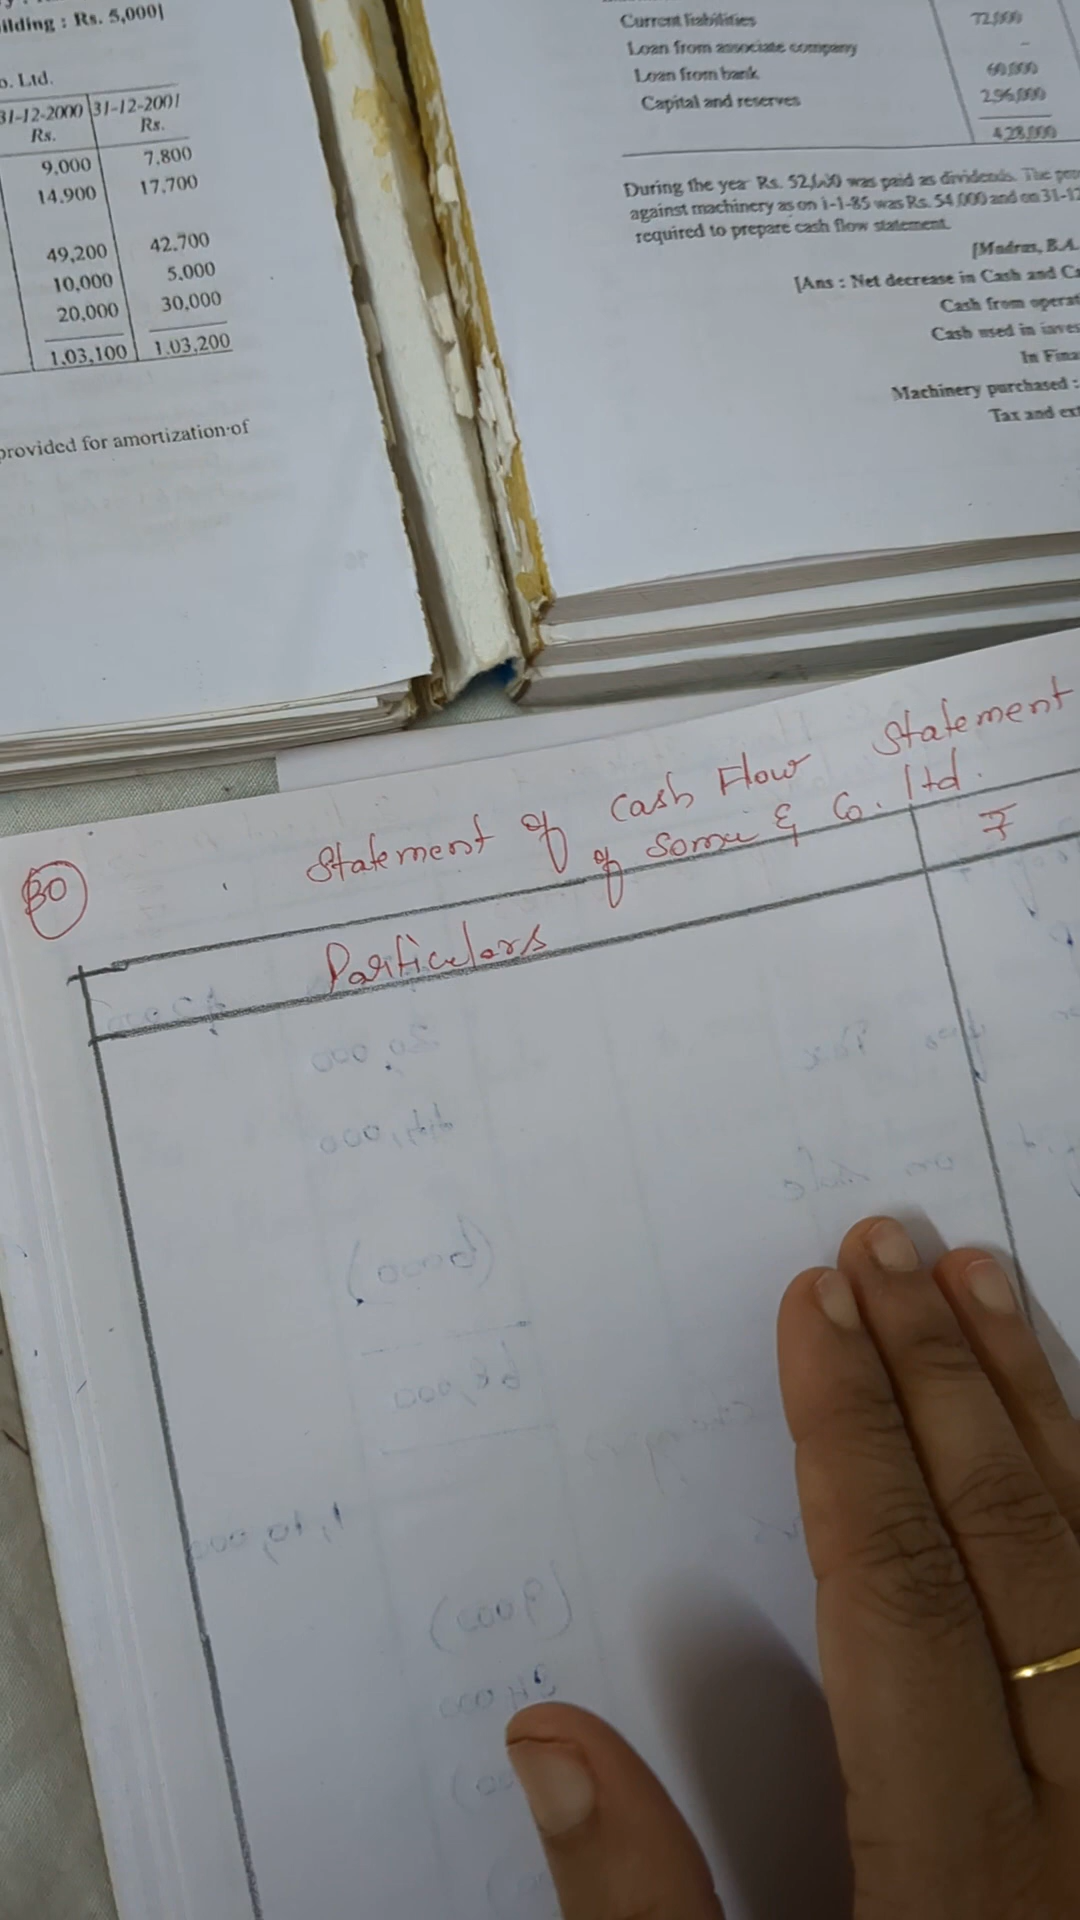 ilding : Rs. 5,000]
o. Ltd.
31-12-2000 31-12-2001
Rs. Rs.
9,000 7,800
14,900 17,700
49,200 42,700
10,000 5,000
20,000 30,000
1,03,100 1,03,200
provided for amortization of
Current liabilities 72,000
Loan from associate company –
Loan from bank 60,000
Capital and reserves 2,96,000
4,28,000
During the year Rs. was paid as dividends. The
against machinery as on 1-1-85 was Rs. 54,000 and on
required to prepare cash flow statement.
[Madras, B.A.
[Ans : Net decrease in Cash and
Cash from operat
Cash used in inves
In Fina
Machinery purchased :
Tax and ext
30
Statement of Cash Flow Statement
of Somu & Co. Ltd.
Particulars ₹